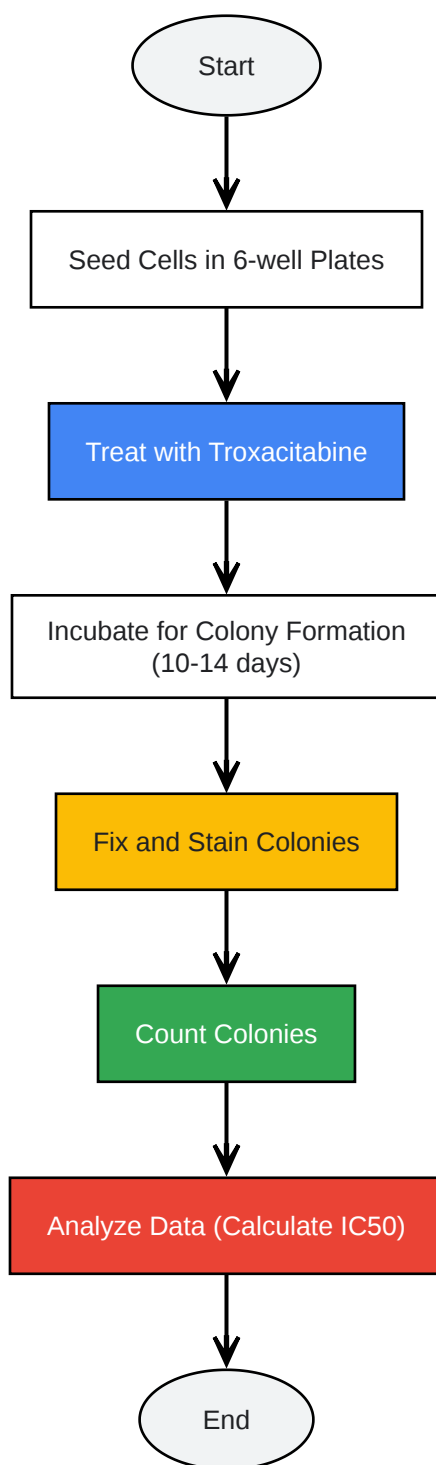 Start
Seed Cells in 6-well Plates
Treat with Troxacitabine
Incubate for Colony Formation
(10-14 days)
Fix and Stain Colonies
Count Colonies
Analyze Data (Calculate IC50)
End